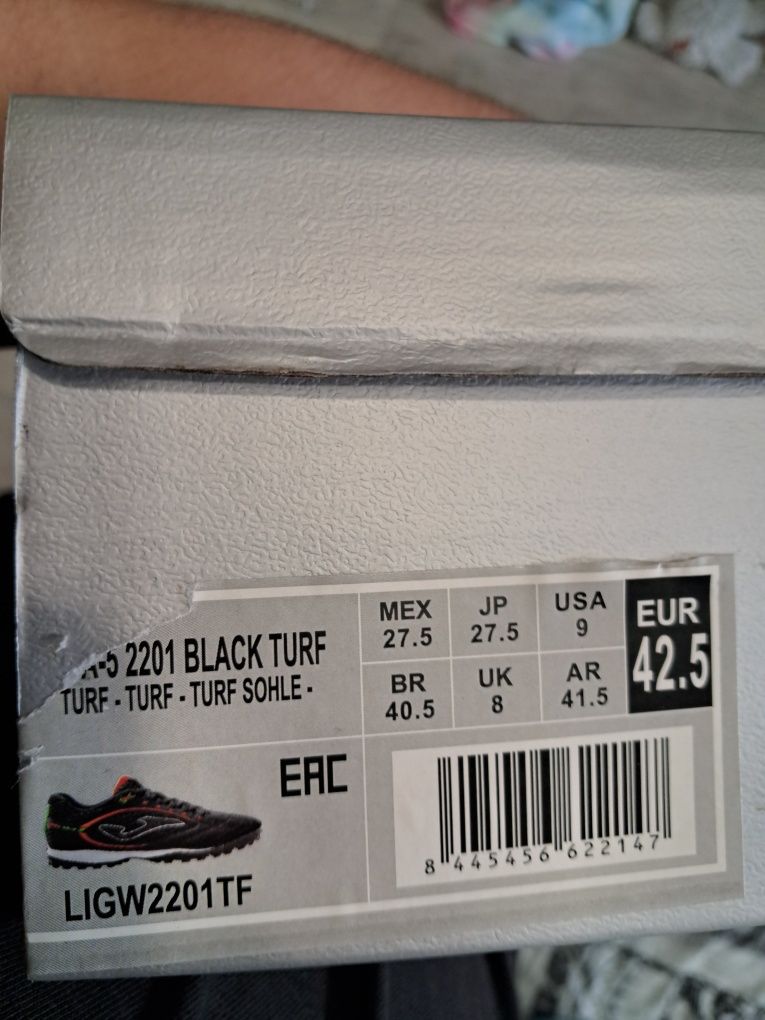 A-5 2201 BLACK TURF
TURF - TURF - TURF SOHLE -
MEX
27.5
JP
27.5
USA
9
EUR
42.5
BR
40.5
UK
8
AR
41.5
EAC
LIGW2201TF
8 445456 622147